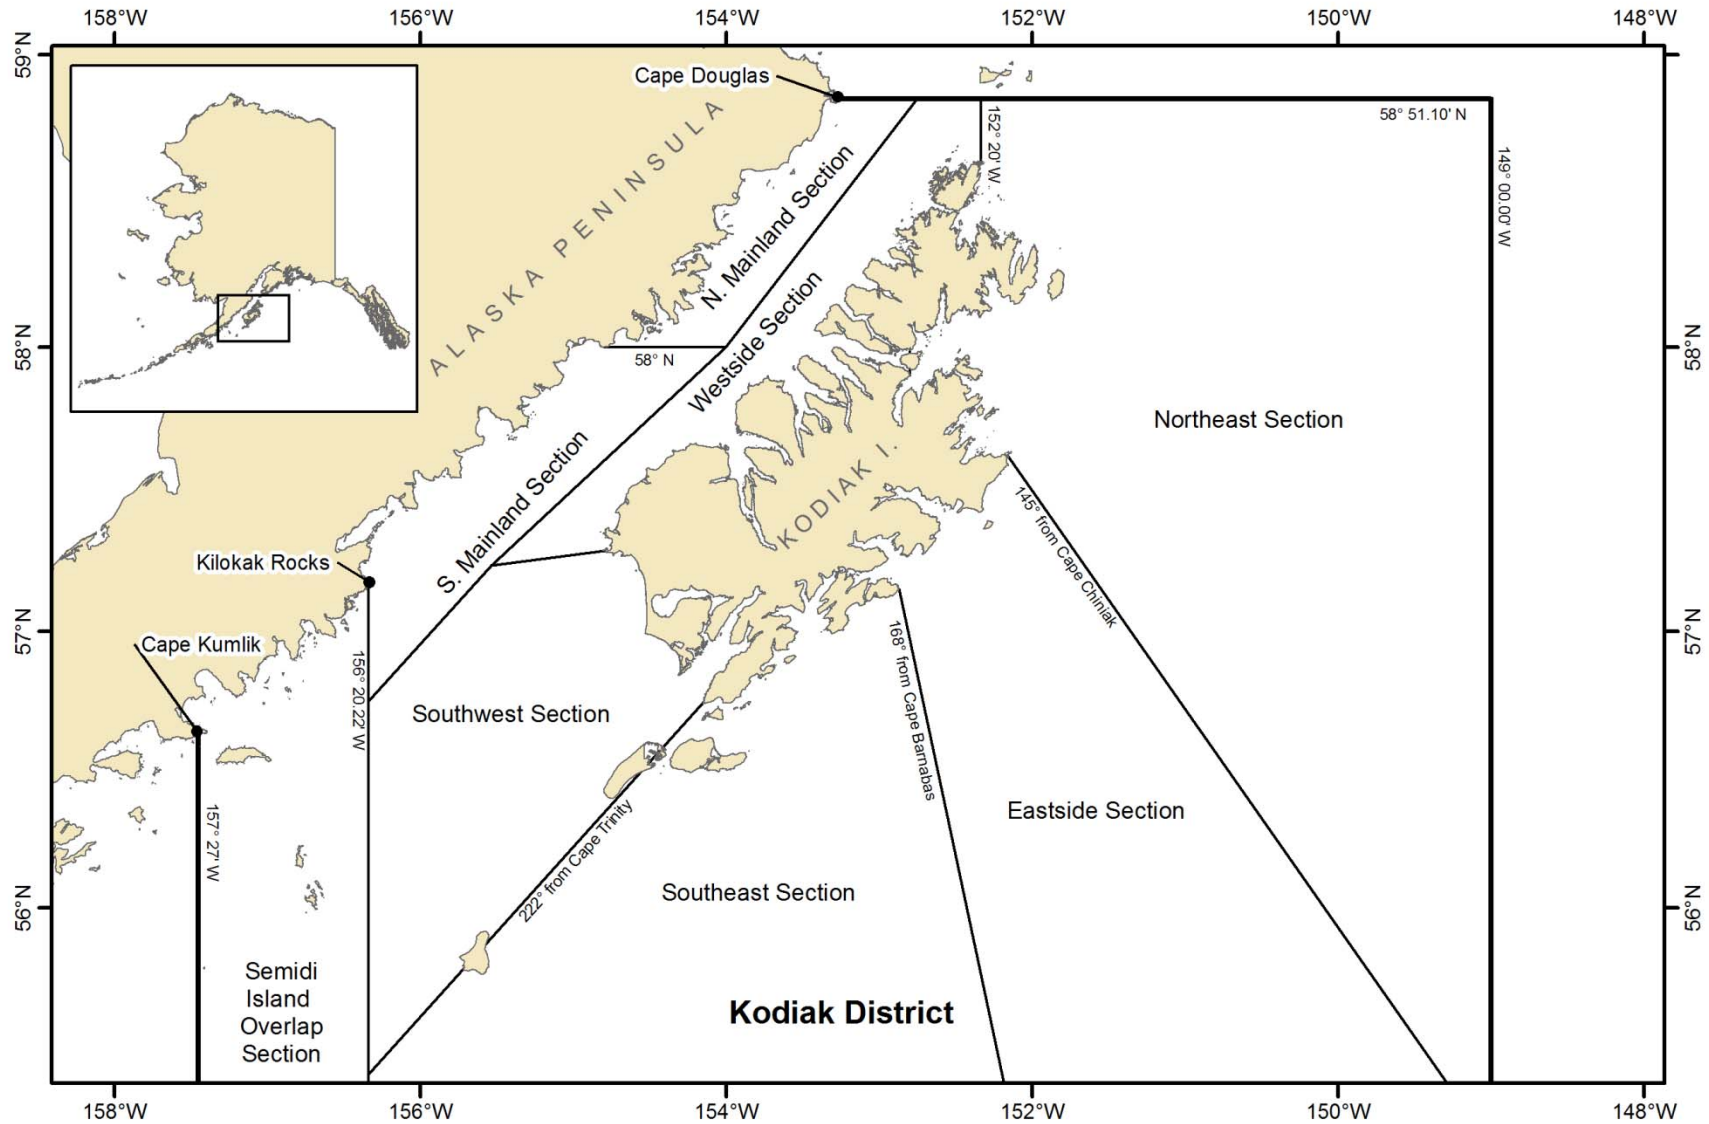 158°W 156°W 154°W 152°W 150°W 148°W
59°N
Cape Douglas
58° 51.10' N
152° 20' W
149° 00.00' W
ALASKA PENINSULA
N. Mainland Section
58°N
58° N
58°N
Westside Section
Northeast Section
KODIAK I.
S. Mainland Section
145° from Cape Chiniak
Kilokak Rocks
57°N
57°N
Cape Kumlik
156° 20.22' W
168° from Cape Barnabas
Southwest Section
157° 27' W
222° from Cape Trinity
Eastside Section
Southeast Section
56°N
56°N
Semidi
Island
Overlap
Section
Kodiak District
158°W 156°W 154°W 152°W 150°W 148°W